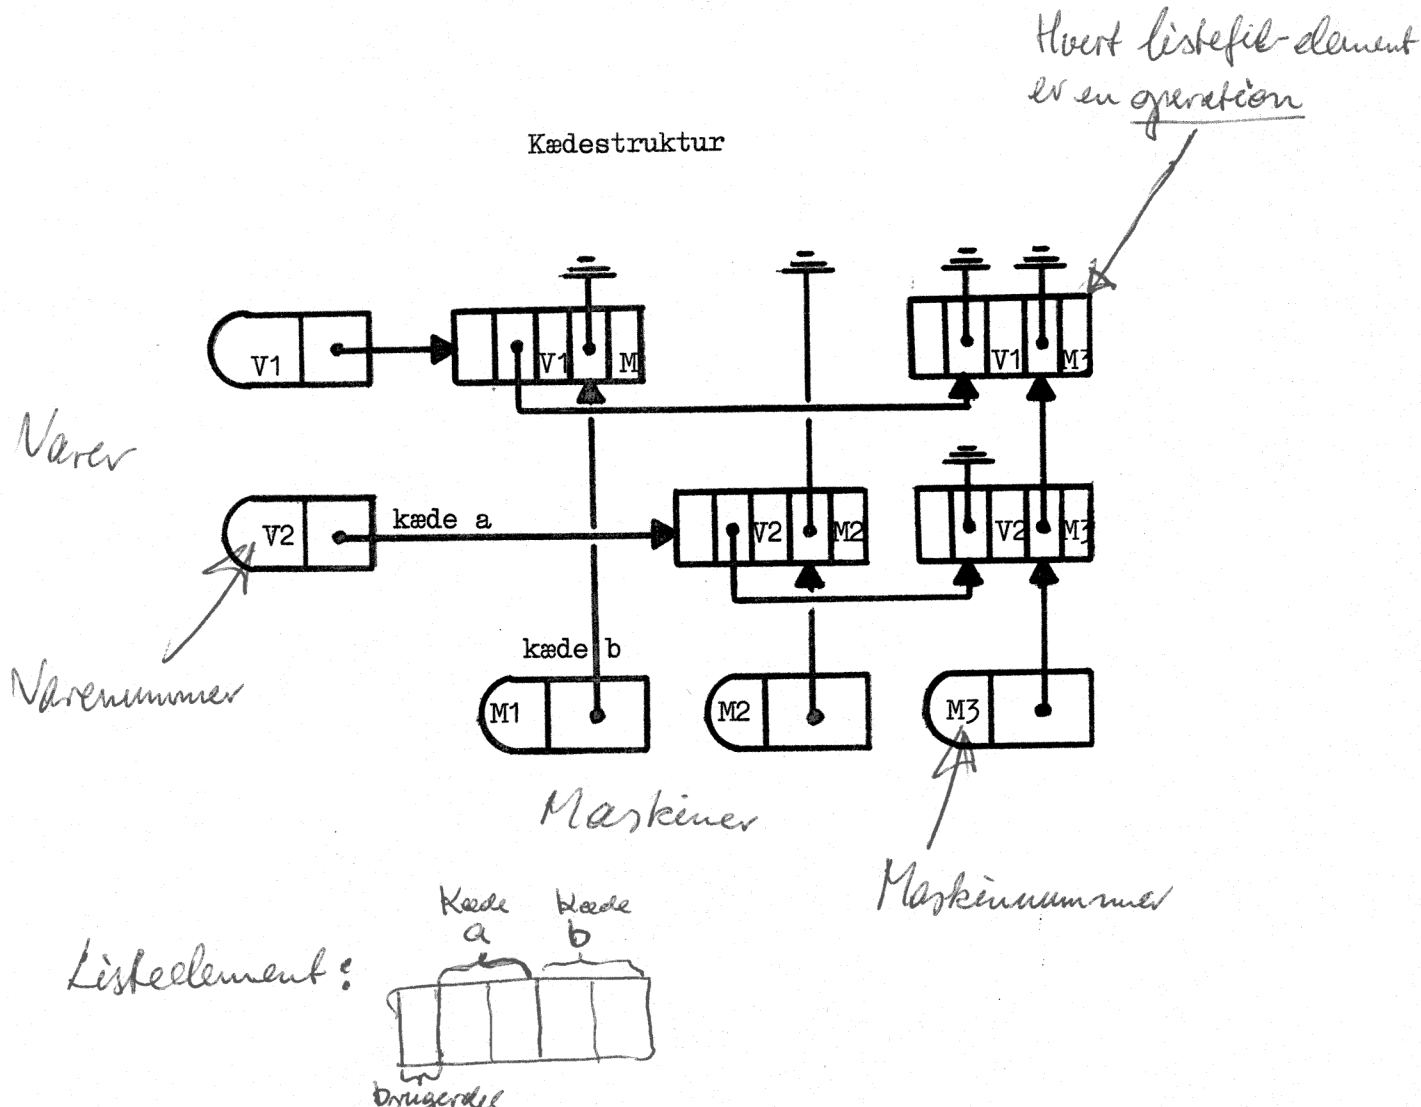 Hvert listefil-element
er en operation
Kædestruktur
V1
V1
M
V1
M3
Varer
V2
kæde a
V2
M2
V2
M3
Varenummer
kæde b
M1
M2
M3
Maskiner
Maskinnummer
Kæde
a
Kæde
b
Listeelement:
brugerdel